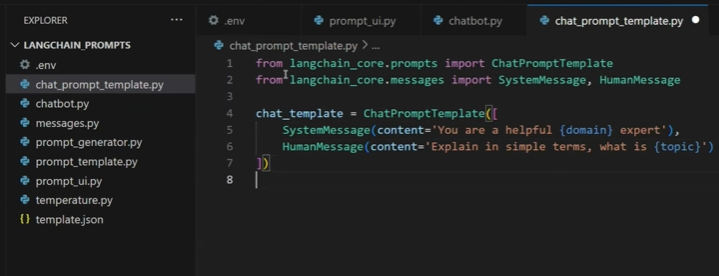 EXPLORER ...
.env
prompt_ui.py
chatbot.py
chat_prompt_template.py
LANGCHAIN_PROMPTS
.env
chat_prompt_template.py
chatbot.py
messages.py
prompt_generator.py
prompt_template.py
prompt_ui.py
temperature.py
{} template.json
chat_prompt_template.py > ...
1 from langchain_core.prompts import ChatPromptTemplate
2 from langchain_core.messages import SystemMessage, HumanMessage
3
4 chat_template = ChatPromptTemplate([
5     SystemMessage(content='You are a helpful {domain} expert'),
6     HumanMessage(content='Explain in simple terms, what is {topic}')
7 ])
8